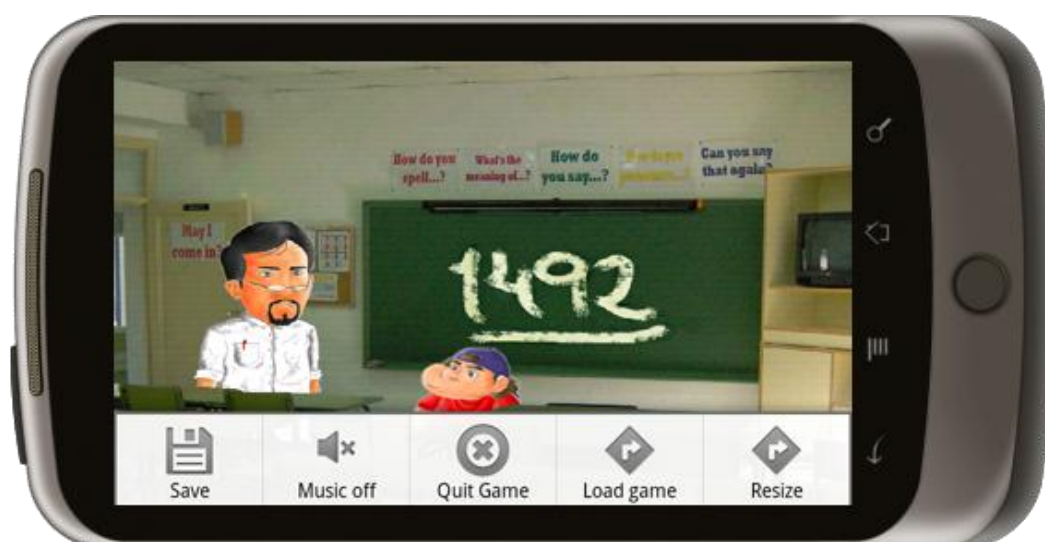 How do you
spell...?
What's the
meaning of...?
How do
you say...?
Can you say
that again?
May I
come in?
1492
Save
Music off
Quit Game
Load game
Resize